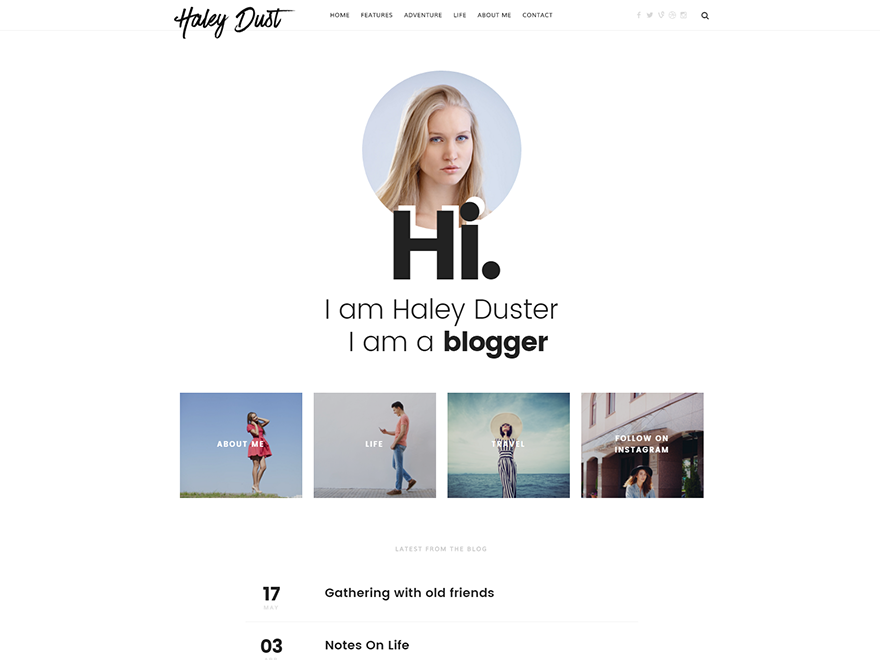 Haley Dust
HOME FEATURES ADVENTURE LIFE ABOUT ME CONTACT
Hi.
I am Haley Duster
I am a blogger
ABOUT ME
LIFE
TRAVEL
FOLLOW ON
INSTAGRAM
LATEST FROM THE BLOG
17
MAY
Gathering with old friends
03
Notes On Life